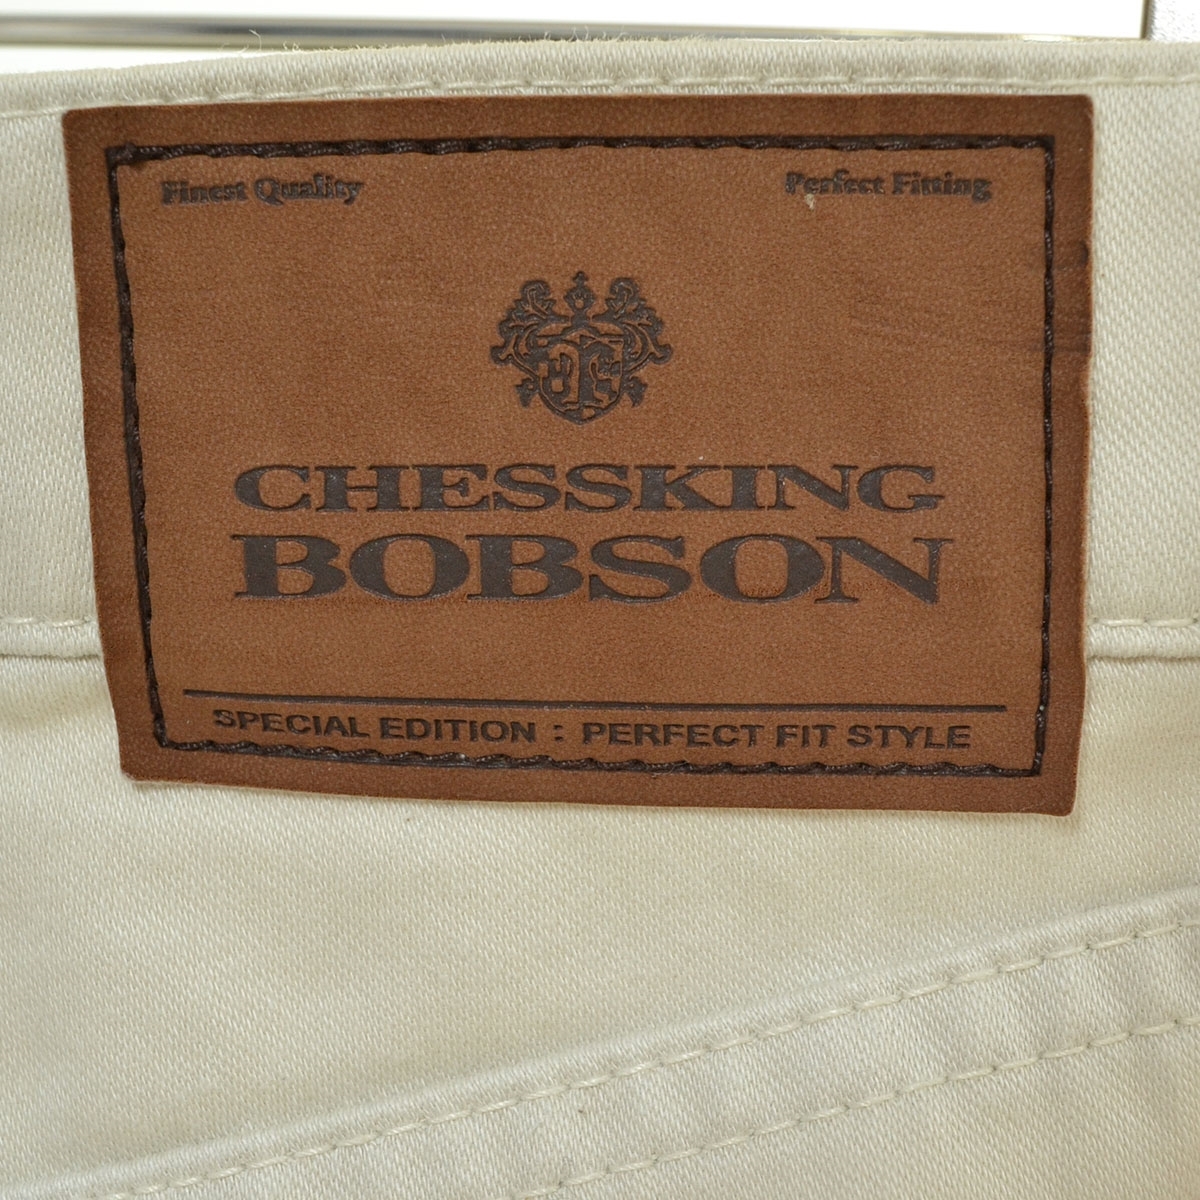 Finest Quality
Perfect Fitting
CHESSKING
BOBSON
SPECIAL EDITION : PERFECT FIT STYLE